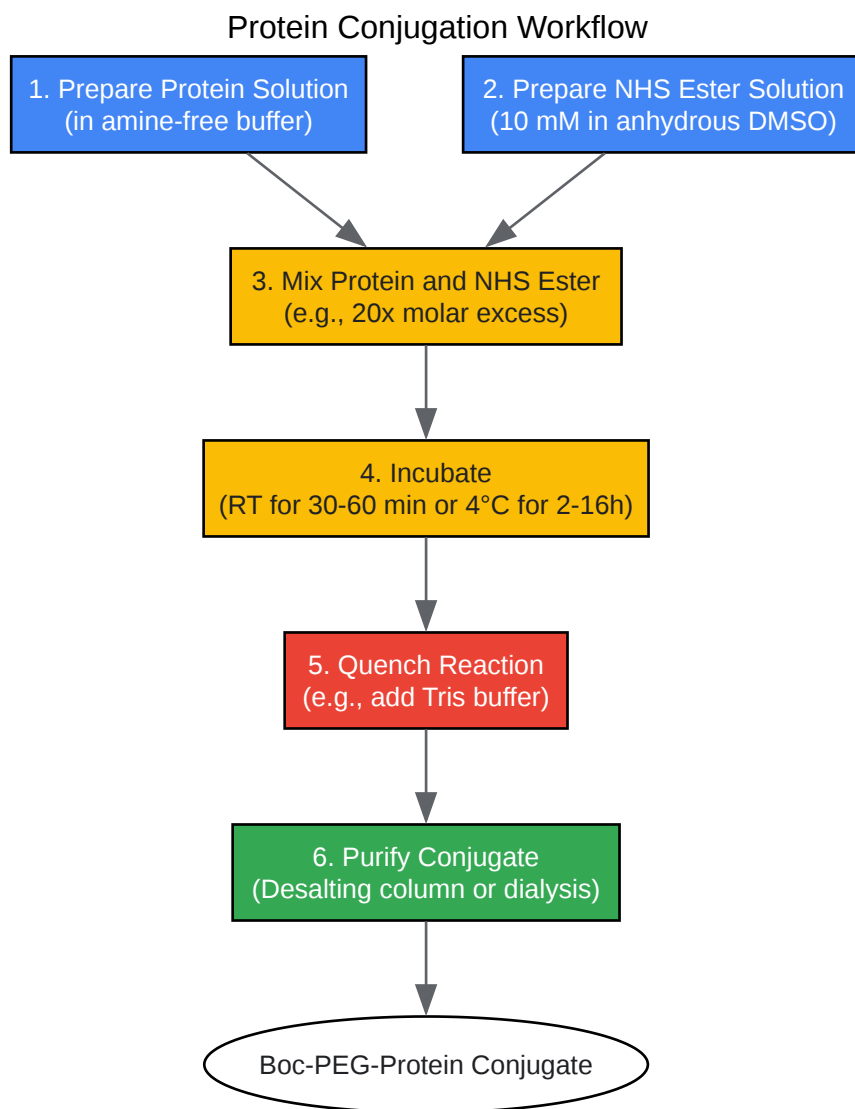 Protein Conjugation Workflow
1. Prepare Protein Solution
(in amine-free buffer)
2. Prepare NHS Ester Solution
(10 mM in anhydrous DMSO)
3. Mix Protein and NHS Ester
(e.g., 20x molar excess)
4. Incubate
(RT for 30-60 min or 4°C for 2-16h)
5. Quench Reaction
(e.g., add Tris buffer)
6. Purify Conjugate
(Desalting column or dialysis)
Boc-PEG-Protein Conjugate